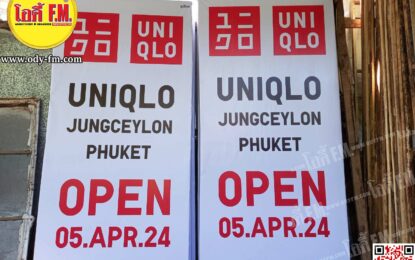 โอดี้ F.M.
www.ody-fm.com
ユニ
クロ
UNI
QLO
UNIQLO
JUNGCEYLON
PHUKET
OPEN
05.APR.24
ユニ
クロ
UNI
QLO
UNIQLO
JUNGCEYLON
PHUKET
OPEN
05.APR.24